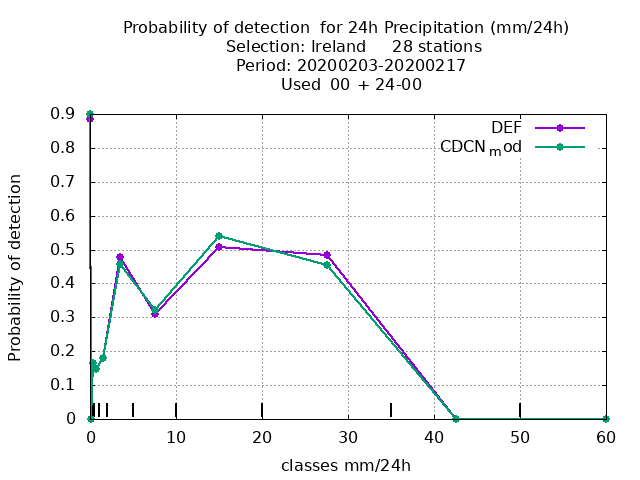 Probability of detection  for 24h Precipitation (mm/24h)
Selection: Ireland     28 stations
Period: 20200203-20200217
Used  00 + 24-00
DEF
CDCN_mod
Probability of detection
0.9
0.8
0.7
0.6
0.5
0.4
0.3
0.2
0.1
0
0 10 20 30 40 50 60
classes mm/24h